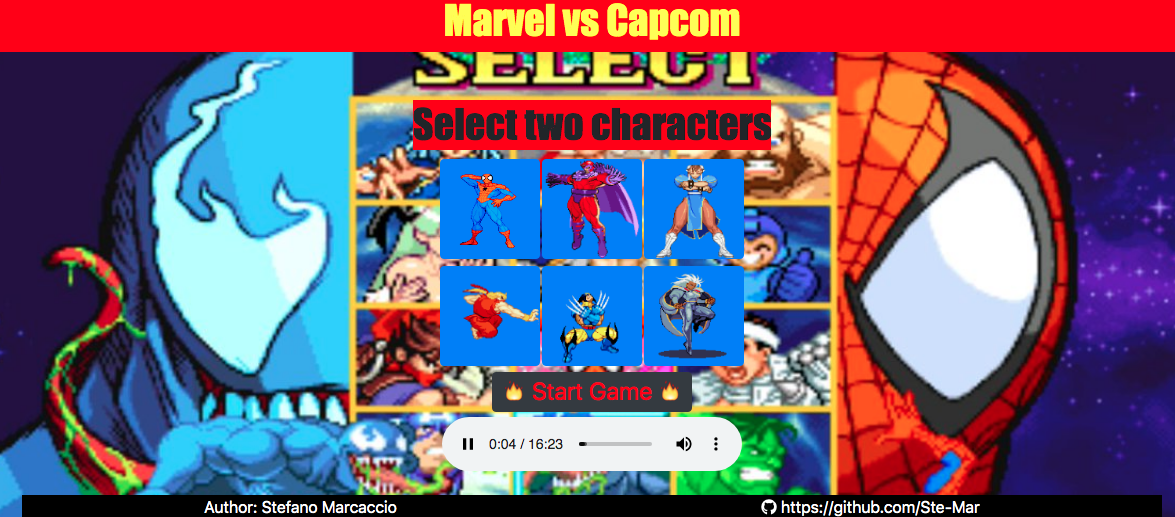 Marvel vs Capcom
SELECT
Select two characters
🔥 Start Game 🔥
0:04 / 16:23
Author: Stefano Marcaccio
https://github.com/Ste-Mar